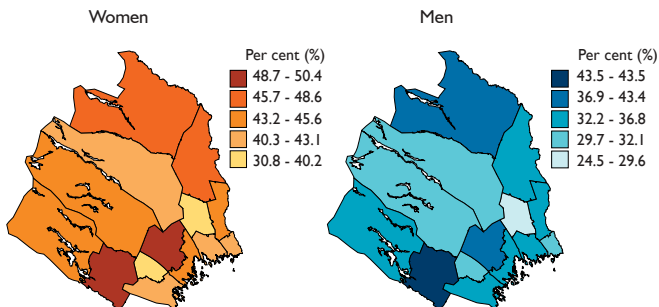 Women
Per cent (%)
48.7 - 50.4
45.7 - 48.6
43.2 - 45.6
40.3 - 43.1
30.8 - 40.2
Men
Per cent (%)
43.5 - 43.5
36.9 - 43.4
32.2 - 36.8
29.7 - 32.1
24.5 - 29.6